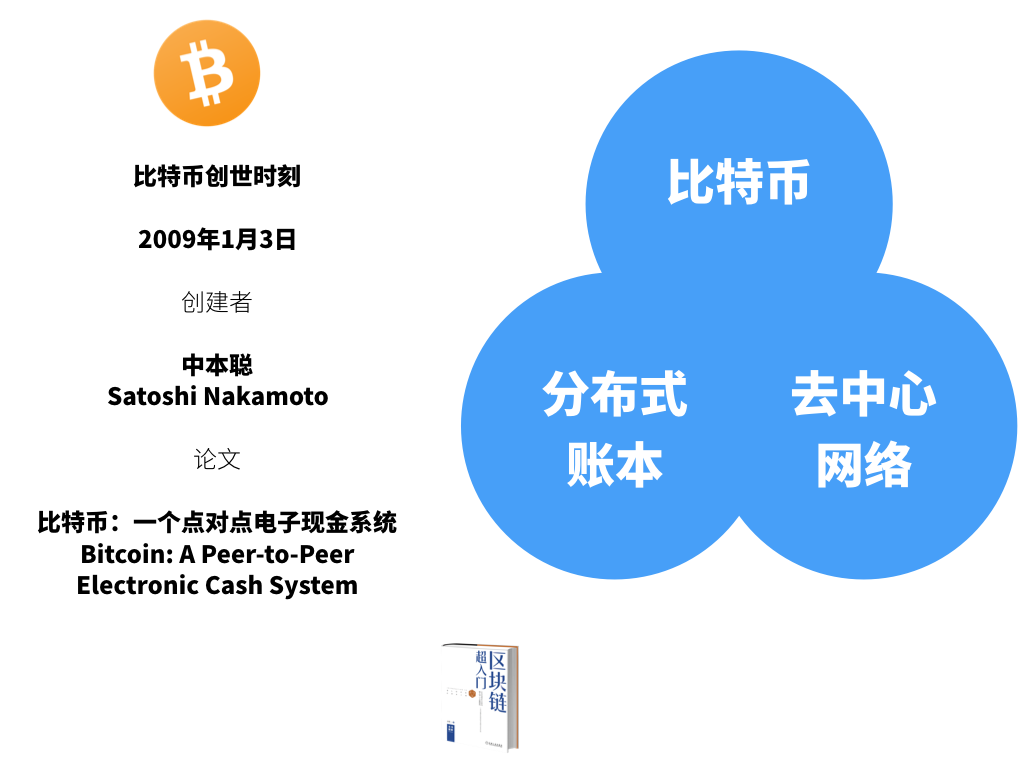 比特币创世时刻
2009年1月3日
创建者
中本聪
Satoshi Nakamoto
论文
比特币：一个点对点电子现金系统
Bitcoin: A Peer-to-Peer
Electronic Cash System
比特币
分布式
账本
去中心
网络
区块链
超入门